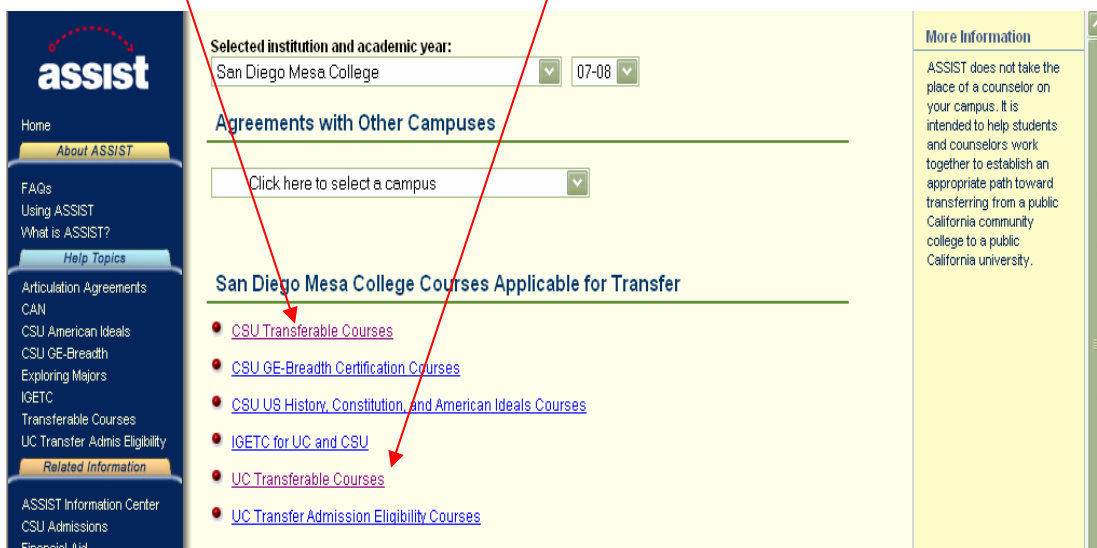 assist
Home
About ASSIST
FAQs
Using ASSIST
What is ASSIST?
Help Topics
Articulation Agreements
CAN
CSU American Ideals
CSU GE-Breadth
Exploring Majors
IGETC
Transferable Courses
UC Transfer Admis Eligibility
Related Information
ASSIST Information Center
CSU Admissions
Financial Aid
Selected institution and academic year:
San Diego Mesa College 07-08
Agreements with Other Campuses
Click here to select a campus
San Diego Mesa College Courses Applicable for Transfer
CSU Transferable Courses
CSU GE-Breadth Certification Courses
CSU US History, Constitution, and American Ideals Courses
IGETC for UC and CSU
UC Transferable Courses
UC Transfer Admission Eligibility Courses
More Information
ASSIST does not take the
place of a counselor on
your campus. It is
intended to help students
and counselors work
together to establish an
appropriate path toward
transferring from a public
California community
college to a public
California university.